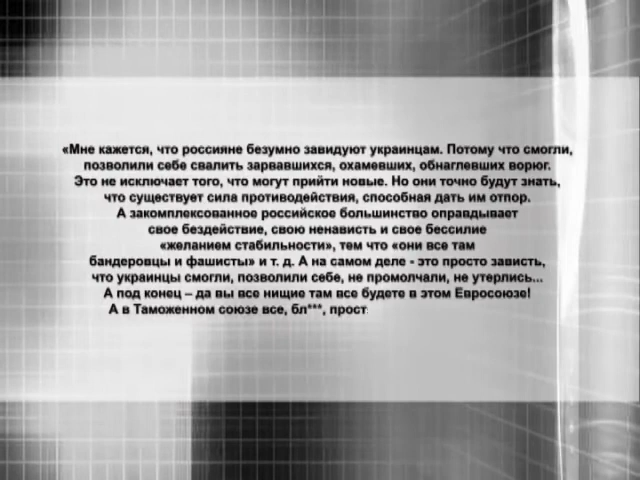 «Мне кажется, что россияне безумно завидуют украинцам. Потому что смогли,
позволили себе свалить зарвавшихся, охамевших, обнаглевших ворюг.
Это не исключает того, что могут прийти новые. Но они точно будут знать,
что существует сила противодействия, способная дать им отпор.
А закомплексованное российское большинство оправдывает
свое бездействие, свою ненависть и свое бессилие
«желанием стабильности», тем что «они все там
бандеровцы и фашисты» и т. д. А на самом деле - это просто зависть,
что украинцы смогли, позволили себе, не промолчали, не утерлись...
А под конец – да вы все нищие там все будете в этом Евросоюзе!
А в Таможенном союзе все, бл***, прост